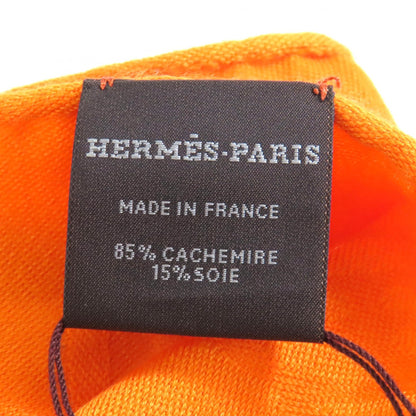 HERMÈS-PARIS
MADE IN FRANCE
85% CACHEMIRE
15% SOIE